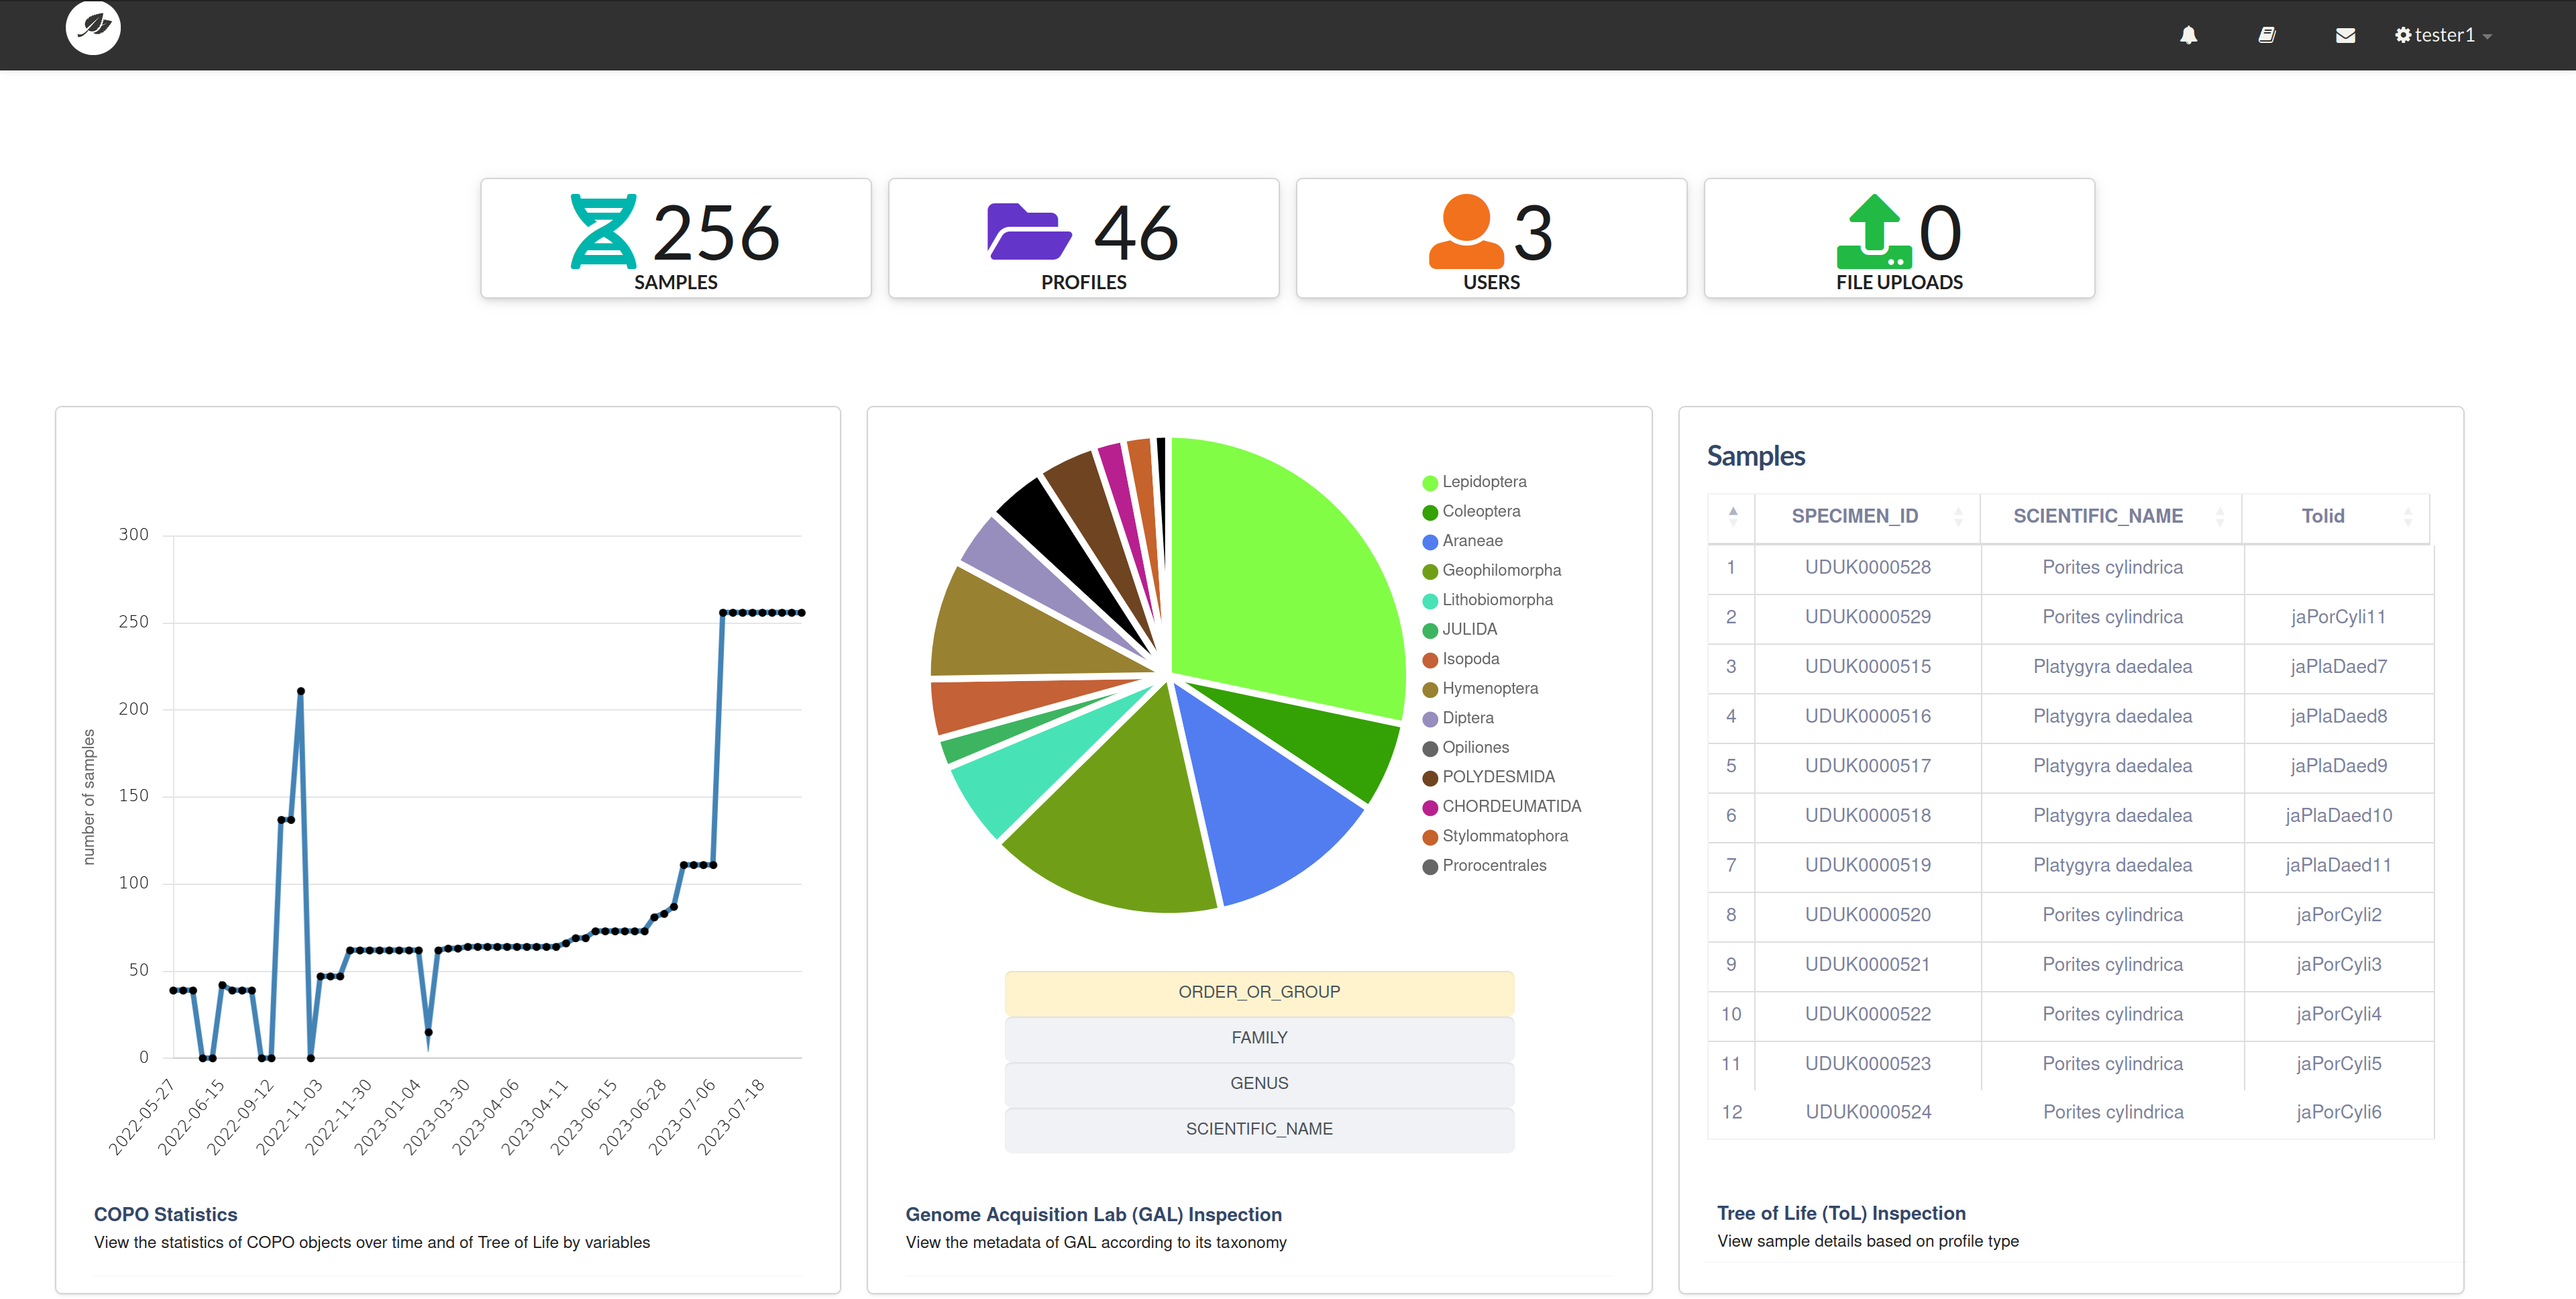 tester1
256
SAMPLES
46
PROFILES
3
USERS
0
FILE UPLOADS
300
250
200
150
100
50
0
number of samples
2022-05-27
2022-06-15
2022-09-12
2022-11-03
2022-11-30
2023-01-04
2023-03-30
2023-04-06
2023-04-11
2023-06-15
2023-06-28
2023-07-06
2023-07-18
COPO Statistics
View the statistics of COPO objects over time and of Tree of Life by variables
Lepidoptera
Coleoptera
Araneae
Geophilomorpha
Lithobiomorpha
JULIDA
Isopoda
Hymenoptera
Diptera
Opiliones
POLYDESMIDA
CHORDEUMATIDA
Stylommatophora
Prorocentrales
ORDER_OR_GROUP
FAMILY
GENUS
SCIENTIFIC_NAME
Genome Acquisition Lab (GAL) Inspection
View the metadata of GAL according to its taxonomy
Samples
SPECIMEN_ID SCIENTIFIC_NAME Tolid
1 UDUK0000528 Porites cylindrica
2 UDUK0000529 Porites cylindrica jaPorCyli11
3 UDUK0000515 Platygyra daedalea jaPlaDaed7
4 UDUK0000516 Platygyra daedalea jaPlaDaed8
5 UDUK0000517 Platygyra daedalea jaPlaDaed9
6 UDUK0000518 Platygyra daedalea jaPlaDaed10
7 UDUK0000519 Platygyra daedalea jaPlaDaed11
8 UDUK0000520 Porites cylindrica jaPorCyli2
9 UDUK0000521 Porites cylindrica jaPorCyli3
10 UDUK0000522 Porites cylindrica jaPorCyli4
11 UDUK0000523 Porites cylindrica jaPorCyli5
12 UDUK0000524 Porites cylindrica jaPorCyli6
Tree of Life (ToL) Inspection
View sample details based on profile type